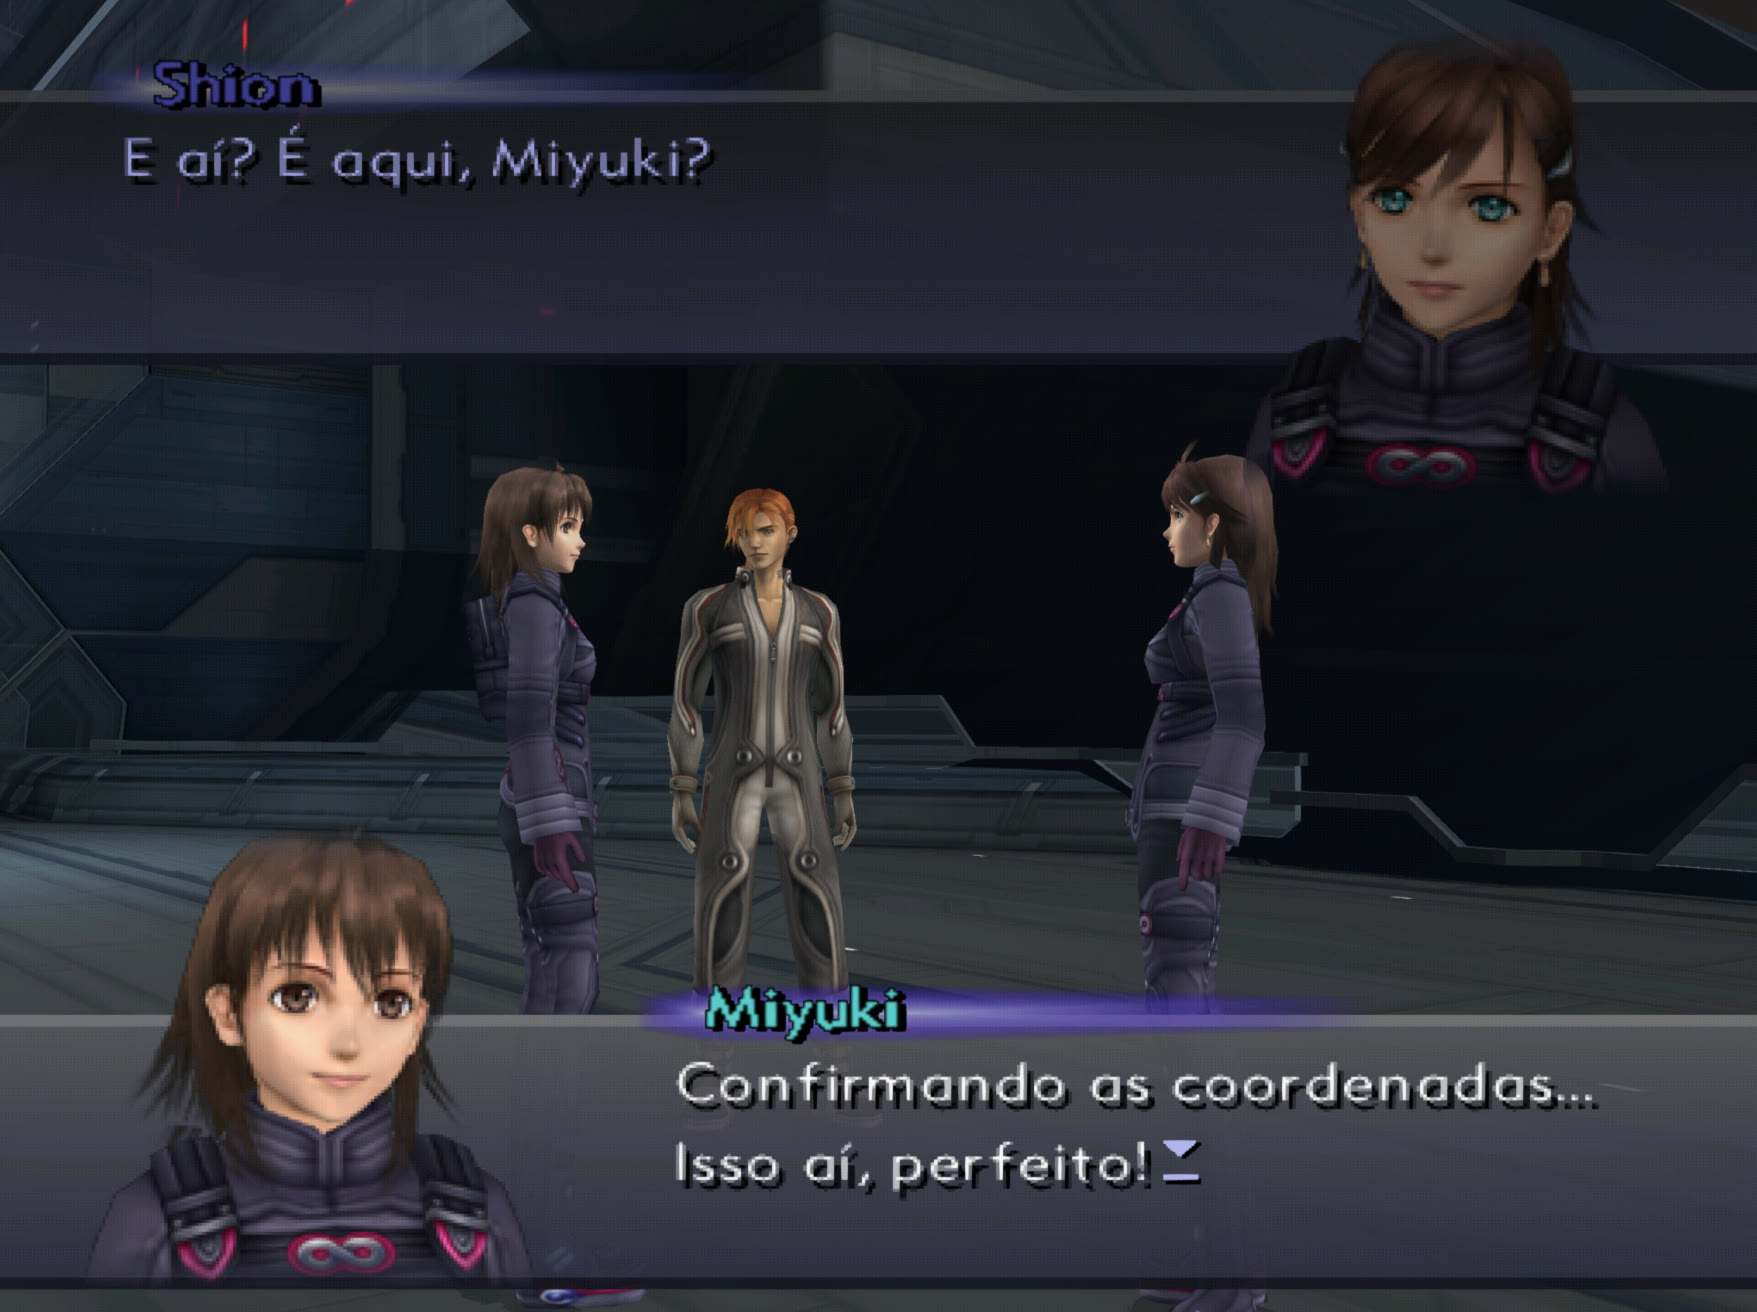 Shion
E aí? É aqui, Miyuki?
Miyuki
Confirmando as coordenadas...
Isso aí, perfeito!